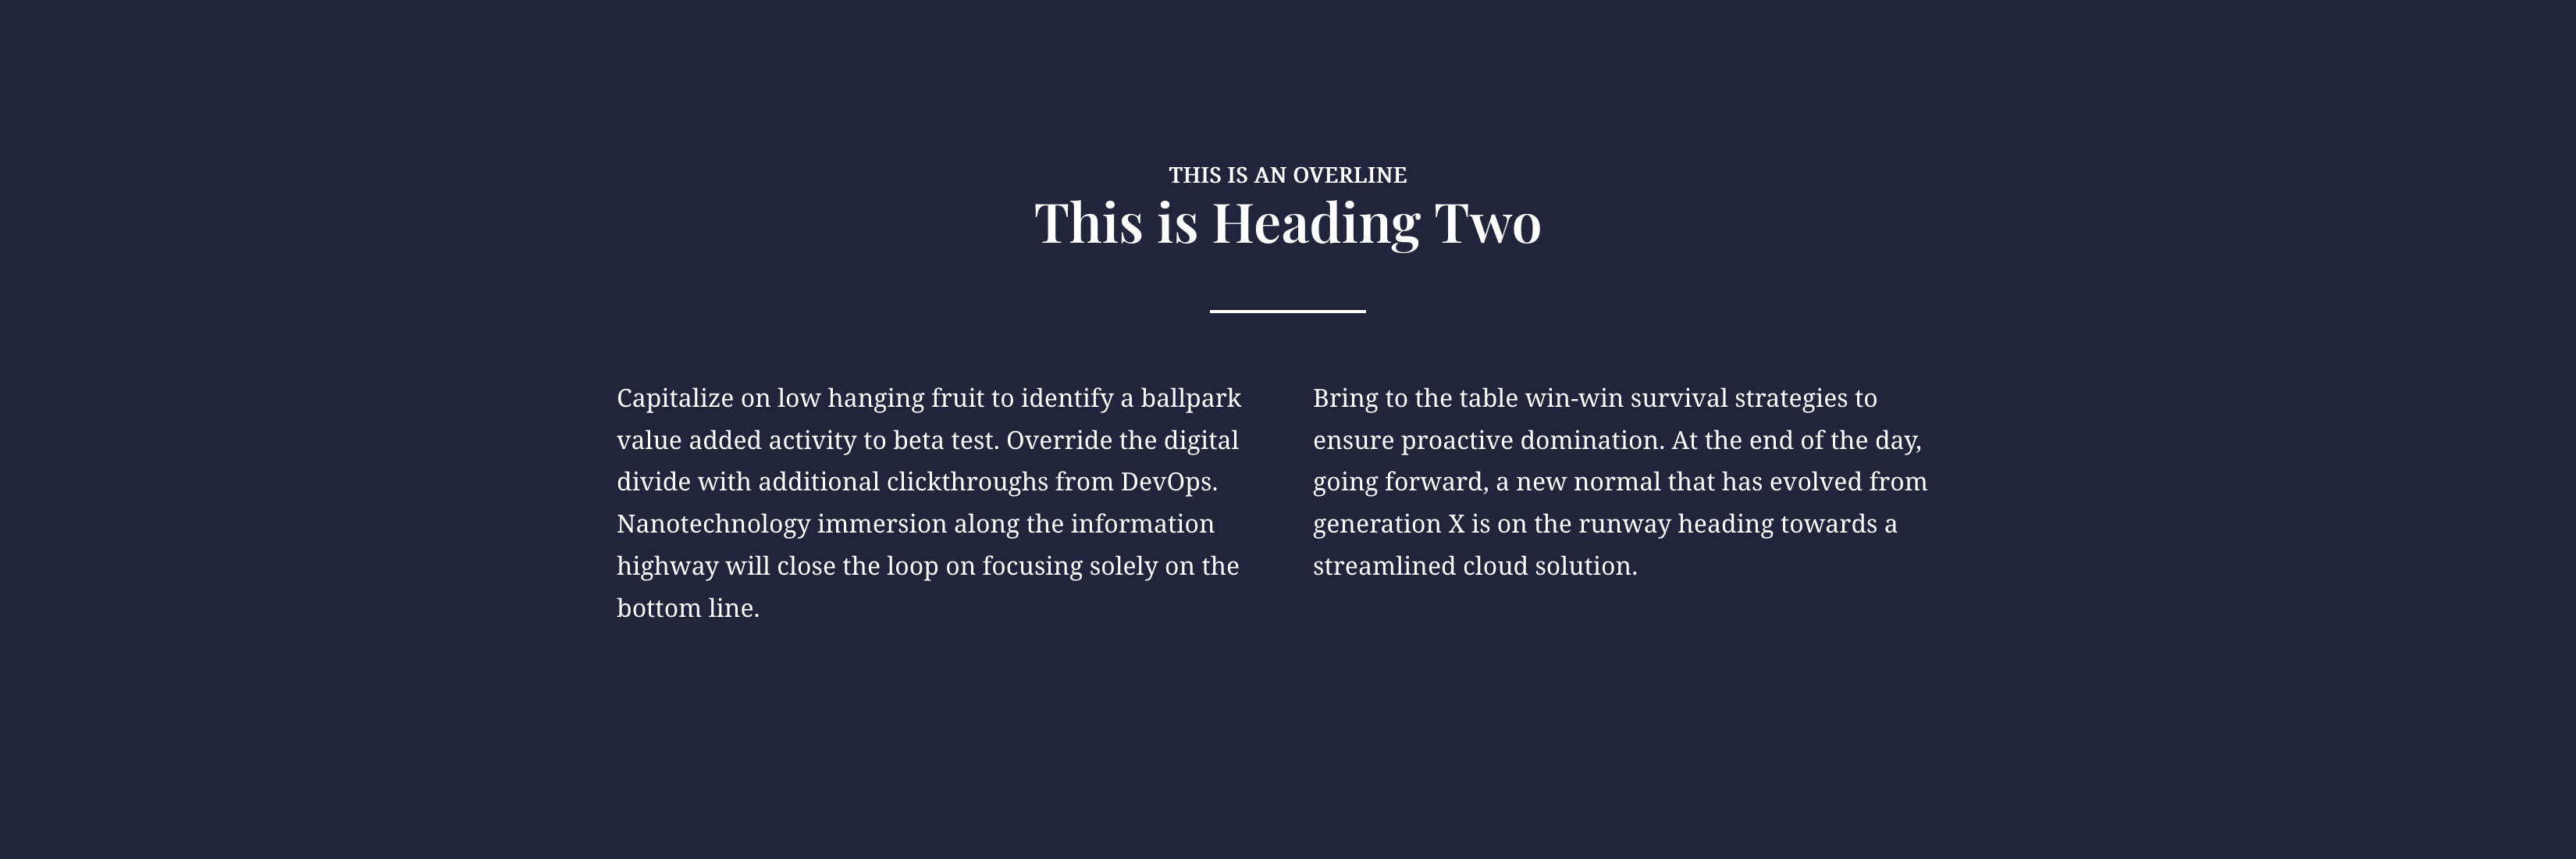 THIS IS AN OVERLINE
This is Heading Two
Capitalize on low hanging fruit to identify a ballpark
value added activity to beta test. Override the digital
divide with additional clickthroughs from DevOps.
Nanotechnology immersion along the information
highway will close the loop on focusing solely on the
bottom line.
Bring to the table win-win survival strategies to
ensure proactive domination. At the end of the day,
going forward, a new normal that has evolved from
generation X is on the runway heading towards a
streamlined cloud solution.